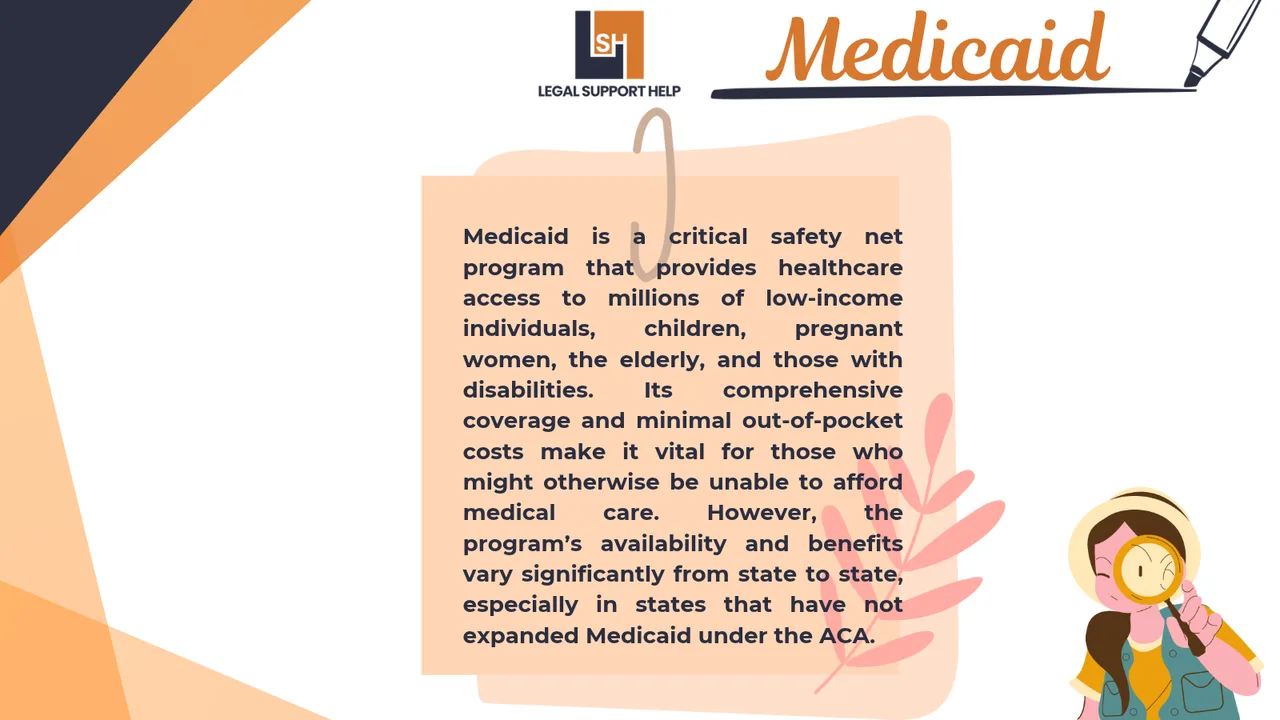 SH
LEGAL SUPPORT HELP
Medicaid
Medicaid is a critical safety net
program that provides healthcare
access to millions of low-income
individuals, children, pregnant
women, the elderly, and those with
disabilities. Its comprehensive
coverage and minimal out-of-pocket
costs make it vital for those who
might otherwise be unable to afford
medical care. However, the
program’s availability and benefits
vary significantly from state to state,
especially in states that have not
expanded Medicaid under the ACA.